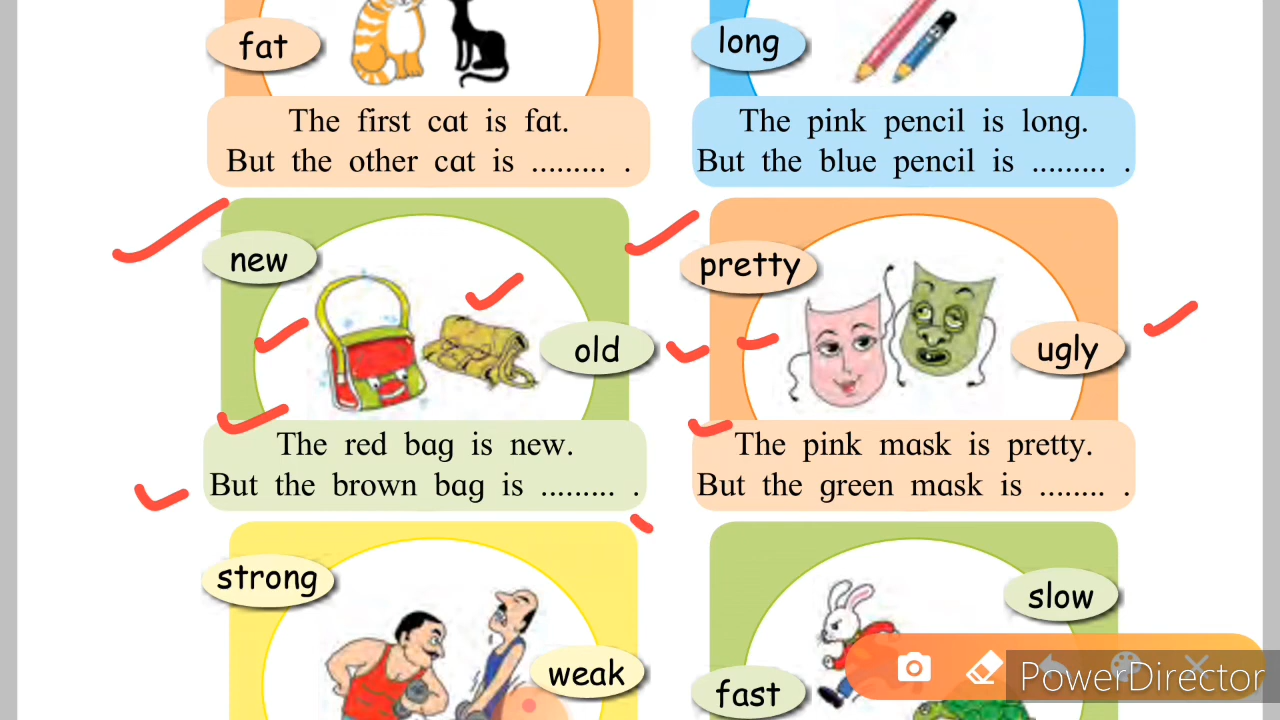 fat
The first cat is fat.
But the other cat is ......... .
long
The pink pencil is long.
But the blue pencil is ......... .
new
old
The red bag is new.
But the brown bag is ......... .
pretty
ugly
The pink mask is pretty.
But the green mask is ........ .
strong
weak
slow
fast
PowerDirector